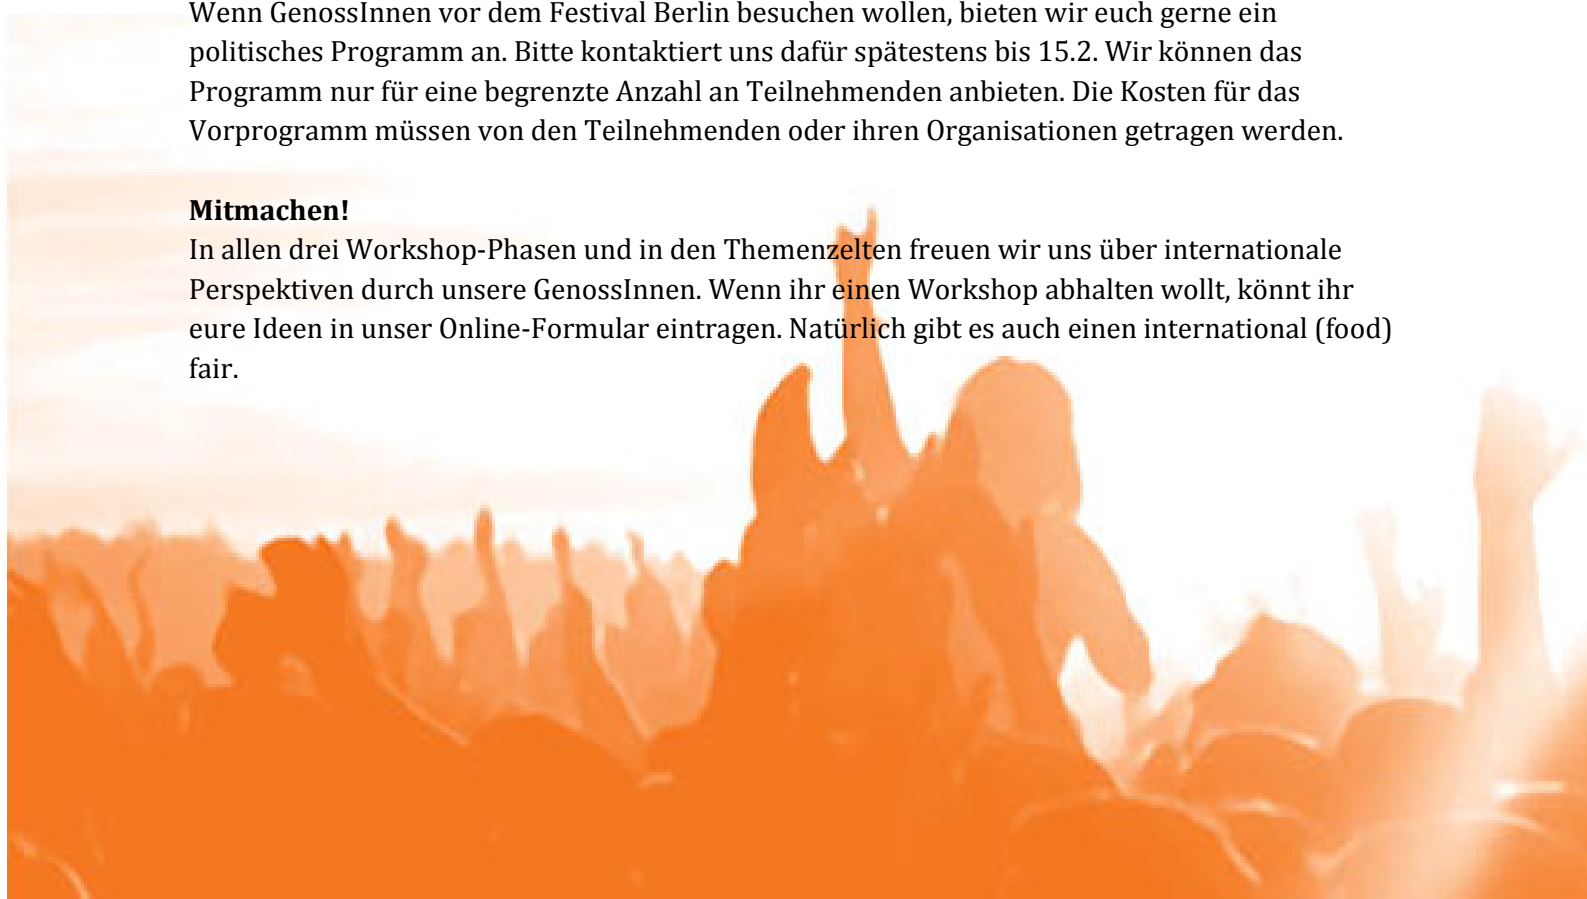 Wenn GenossInnen vor dem Festival Berlin besuchen wollen, bieten wir euch gerne ein
politisches Programm an. Bitte kontaktiert uns dafür spätestens bis 15.2. Wir können das
Programm nur für eine begrenzte Anzahl an Teilnehmenden anbieten. Die Kosten für das
Vorprogramm müssen von den Teilnehmenden oder ihren Organisationen getragen werden.
Mitmachen!
In allen drei Workshop-Phasen und in den Themenzelten freuen wir uns über internationale
Perspektiven durch unsere GenossInnen. Wenn ihr einen Workshop abhalten wollt, könnt ihr
eure Ideen in unser Online-Formular eintragen. Natürlich gibt es auch einen international (food)
fair.